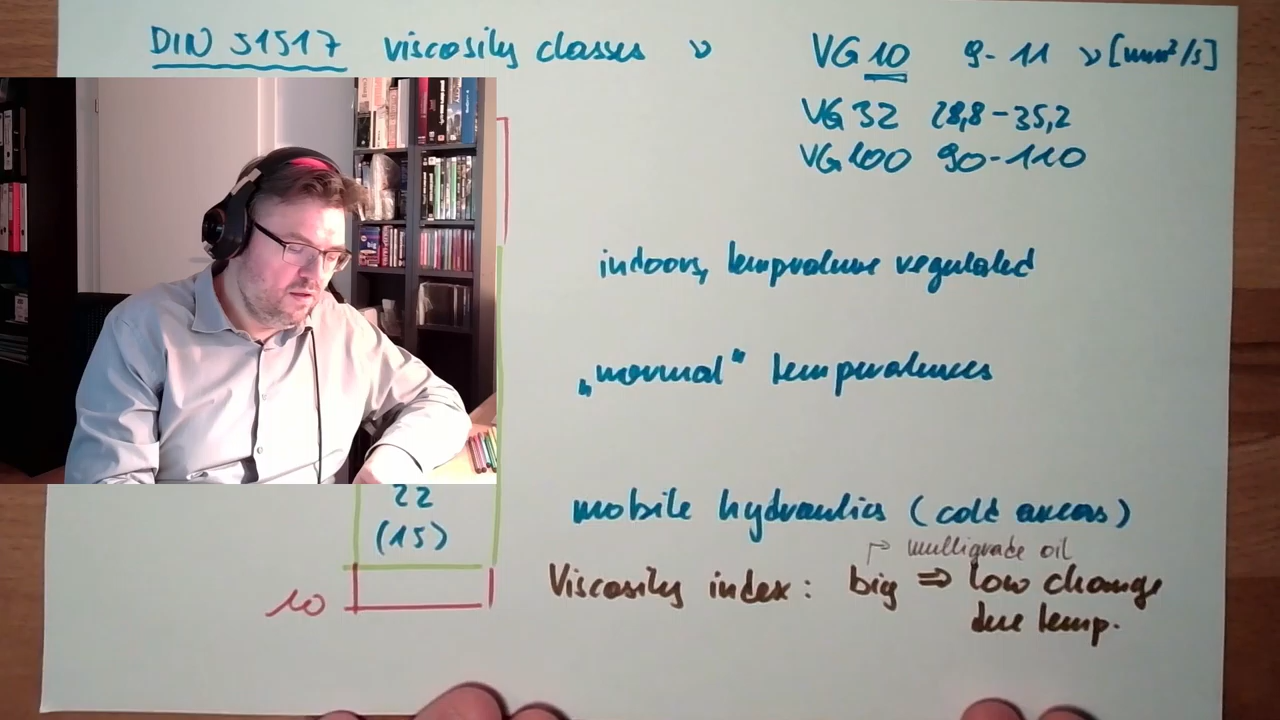 DIN 51517 viscosity classes ν VG 10 9-11 ν [mm²/s]
VG 32 28,8-35,2
VG 100 90-110
indoors, temprature regulated
„normal" temperatures
22
mobile hydraulics (cold areas)
(15)
multigrade oil
Viscosity index: big ⇒ low change
10
due temp.